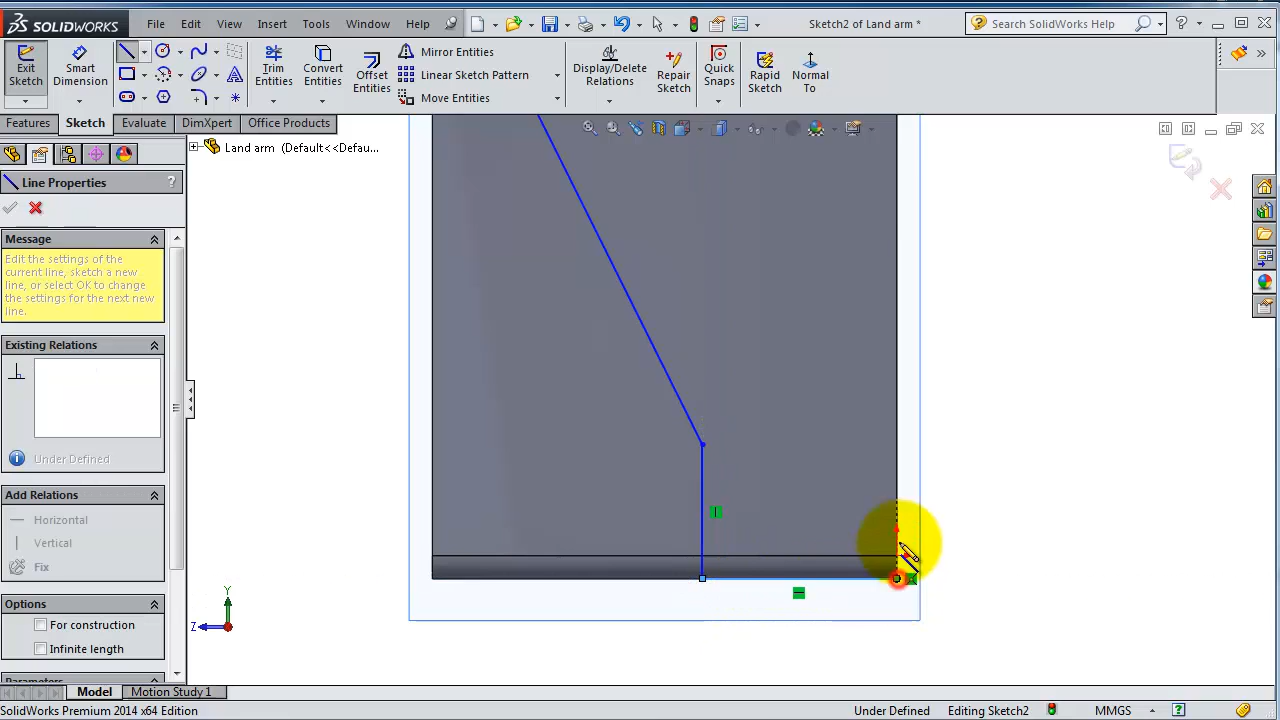 SOLIDWORKS
File Edit View Insert Tools Window Help
Sketch2 of Land arm *
Search SolidWorks Help
Exit Sketch
Smart Dimension
Trim Entities
Convert Entities
Offset Entities
Mirror Entities
Linear Sketch Pattern
Move Entities
Display/Delete Relations
Repair Sketch
Quick Snaps
Rapid Sketch
Normal To
Features Sketch Evaluate DimXpert Office Products
Land arm (Default<<Defau...
Line Properties ?
Message
Edit the settings of the
current line, sketch a new
line, or select OK to change
the settings for the next new
line.
Existing Relations
Under Defined
Add Relations
Horizontal
Vertical
Fix
Options
For construction
Infinite length
Y
Z
Model Motion Study 1
SolidWorks Premium 2014 x64 Edition
Under Defined Editing Sketch2 MMGS